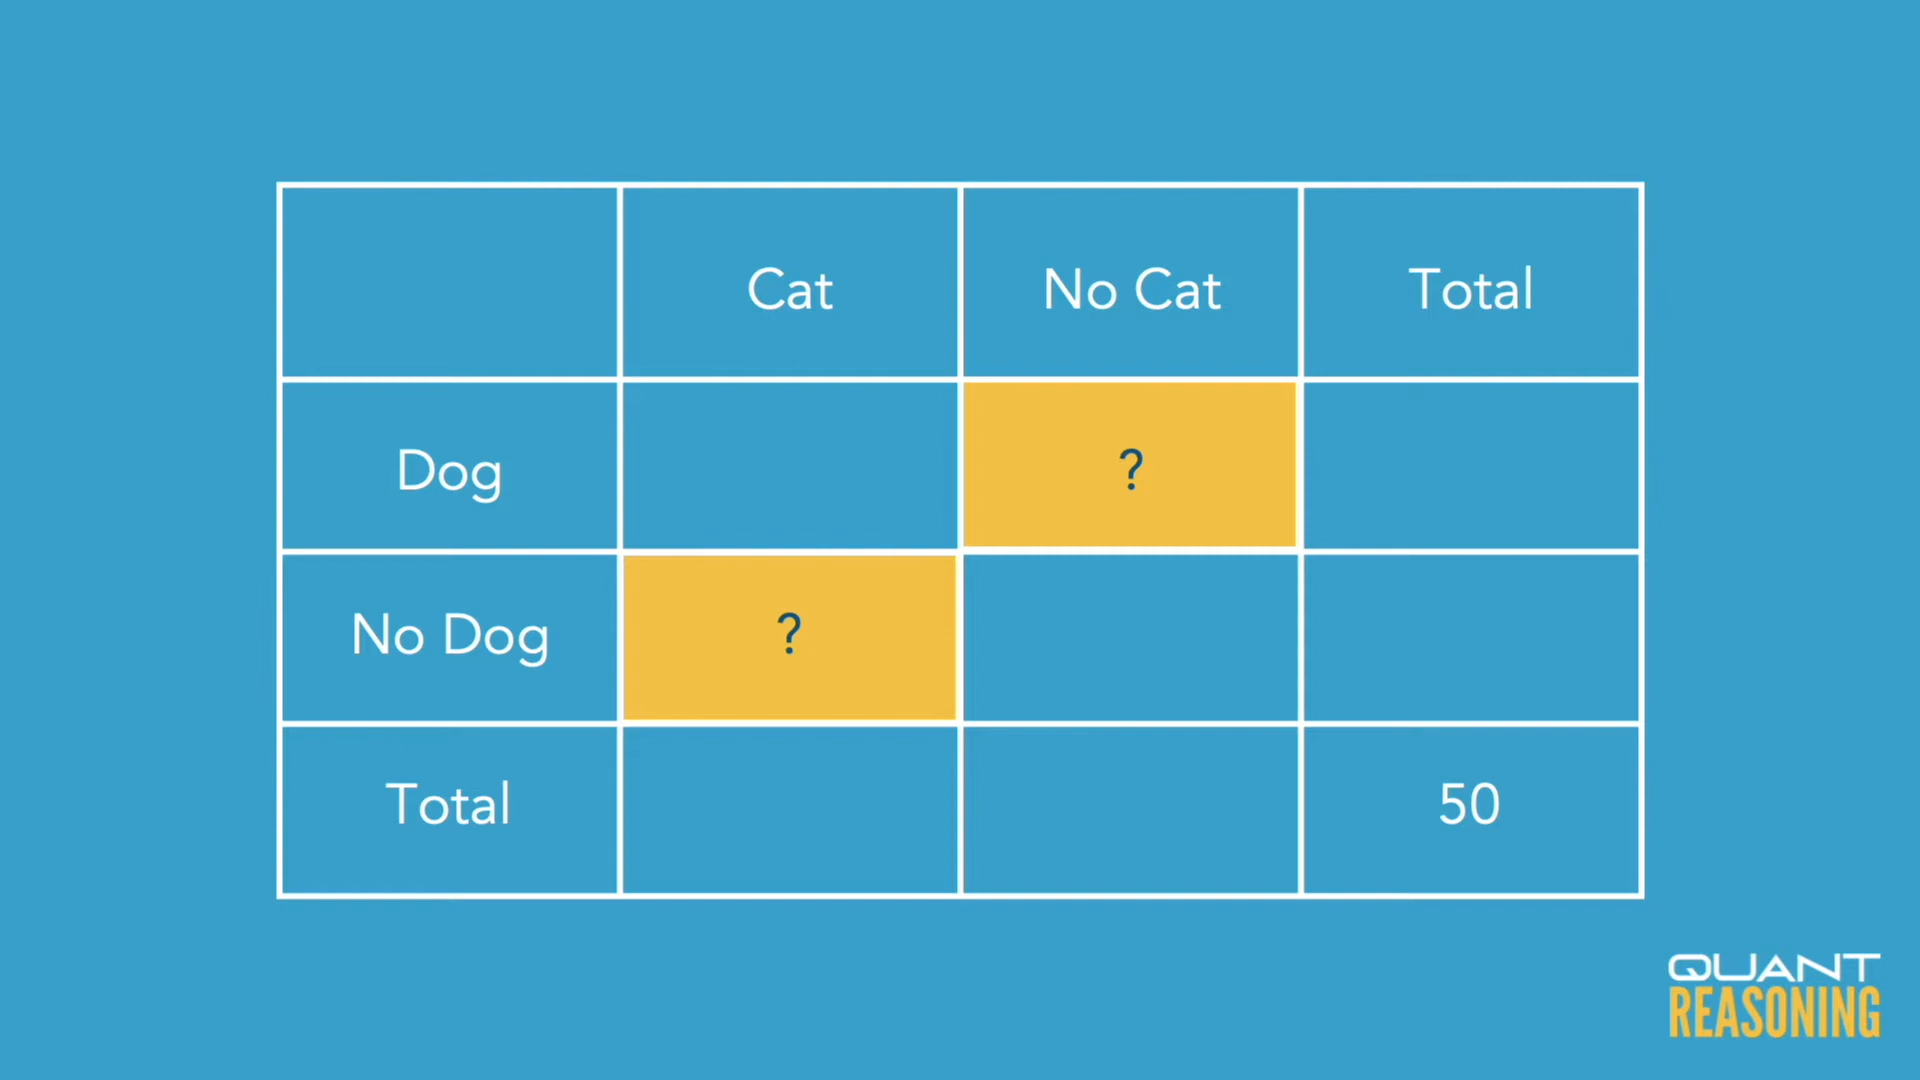 Cat No Cat Total
Dog ?
No Dog ?
Total 50
QUANT
REASONING